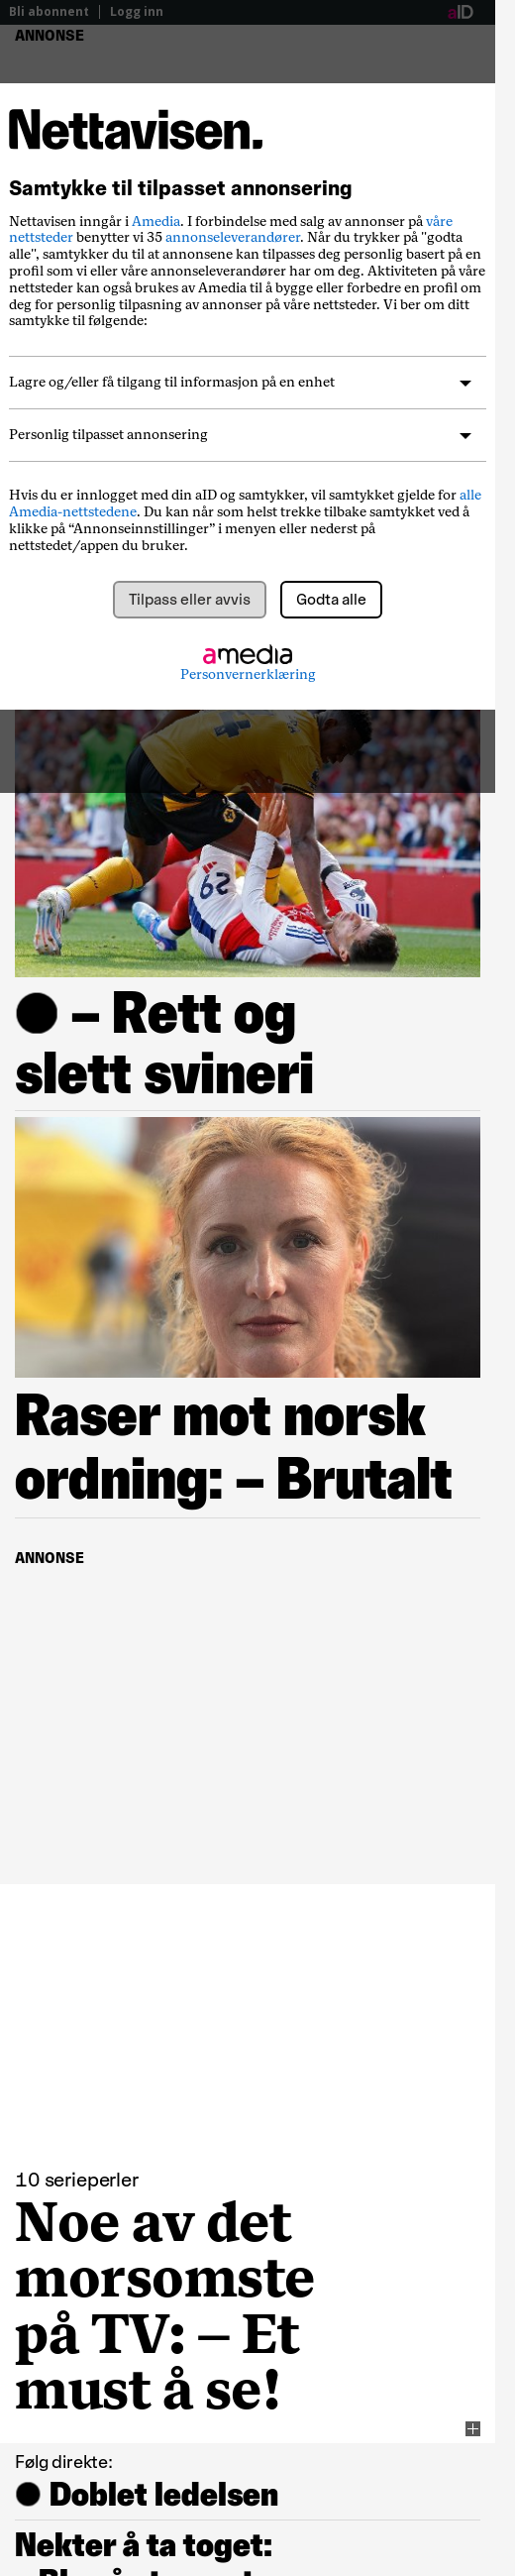 Bli abonnent | Logg inn
aID
ANNONSE
Nettavisen.
Samtykke til tilpasset annonsering
Nettavisen inngår i Amedia. I forbindelse med salg av annonser på våre
nettsteder benytter vi 35 annonseleverandører. Når du trykker på "godta
alle", samtykker du til at annonsene kan tilpasses deg personlig basert på en
profil som vi eller våre annonseleverandører har om deg. Aktiviteten på våre
nettsteder kan også brukes av Amedia til å bygge eller forbedre en profil om
deg for personlig tilpasning av annonser på våre nettsteder. Vi ber om ditt
samtykke til følgende:
Lagre og/eller få tilgang til informasjon på en enhet
Personlig tilpasset annonsering
Hvis du er innlogget med din aID og samtykker, vil samtykket gjelde for alle
Amedia-nettstedene. Du kan når som helst trekke tilbake samtykket ved å
klikke på “Annonseinnstillinger” i menyen eller nederst på
nettstedet/appen du bruker.
Tilpass eller avvis
Godta alle
amedia
Personvernerklæring
29
– Rett og
slett svineri
Raser mot norsk
ordning: – Brutalt
ANNONSE
10 serieperler
Noe av det
morsomste
på TV: – Et
must å se!
Følg direkte:
Doblet ledelsen
Nekter å ta toget: